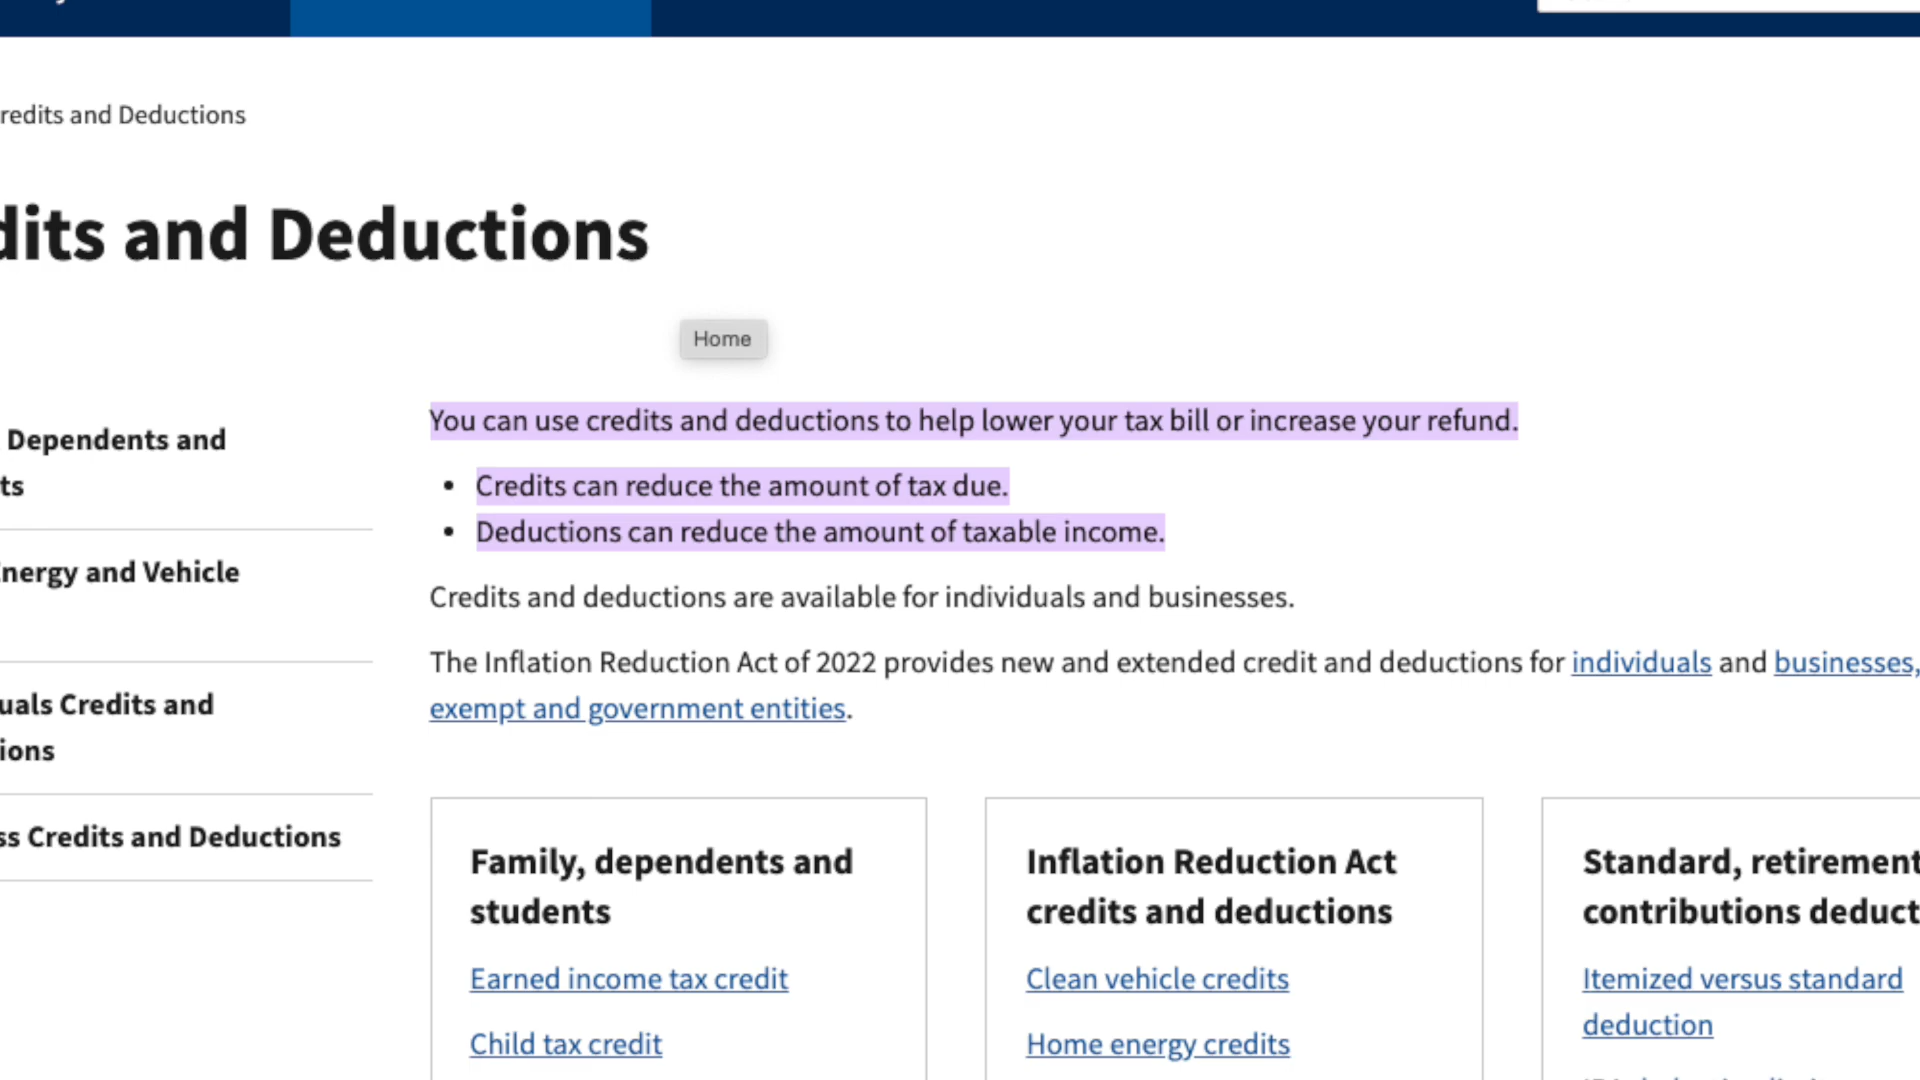 redits and Deductions
dits and Deductions
Home
Dependents and
ts
nergy and Vehicle
uals Credits and
ions
ss Credits and Deductions
You can use credits and deductions to help lower your tax bill or increase your refund.
• Credits can reduce the amount of tax due.
• Deductions can reduce the amount of taxable income.
Credits and deductions are available for individuals and businesses.
The Inflation Reduction Act of 2022 provides new and extended credit and deductions for individuals and businesses,
exempt and government entities.
Family, dependents and
students
Earned income tax credit
Child tax credit
Inflation Reduction Act
credits and deductions
Clean vehicle credits
Home energy credits
Standard, retirement
contributions deduct
Itemized versus standard
deduction